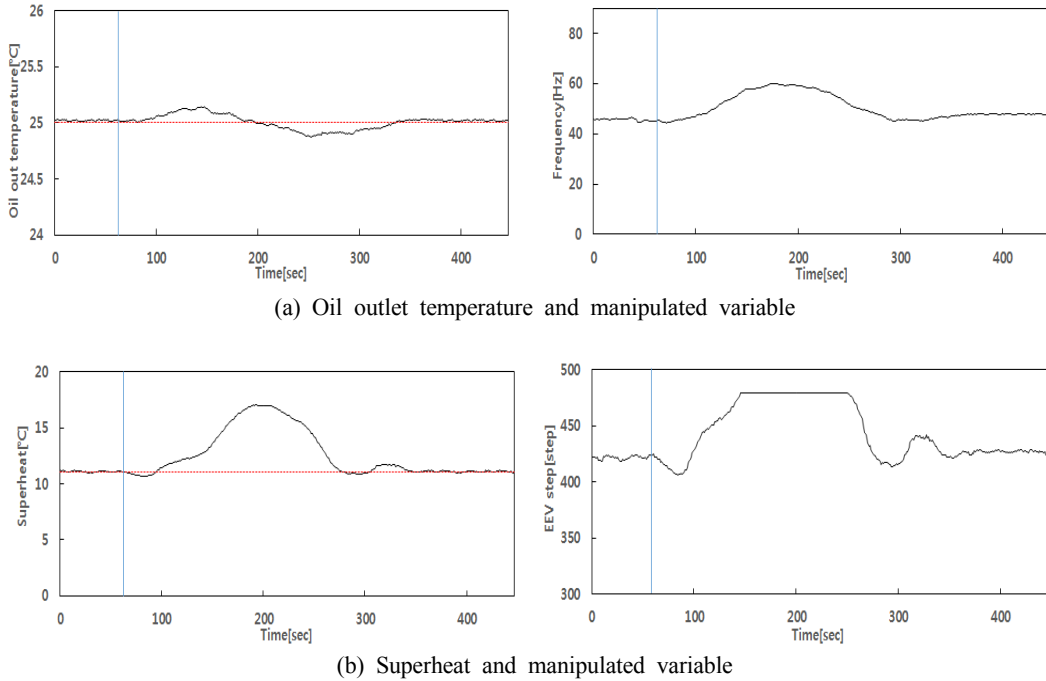 26
25.5
25
24.5
24
Oil out temperature[℃]
0 100 200 300 400
Time[sec]
80
60
40
20
0
Frequency[Hz]
0 100 200 300 400
Time[sec]
(a) Oil outlet temperature and manipulated variable
20
15
10
5
0
Superheat[℃]
0 100 200 300 400
Time[sec]
500
450
400
350
300
EEV step[step]
0 100 200 300 400
Time[sec]
(b) Superheat and manipulated variable